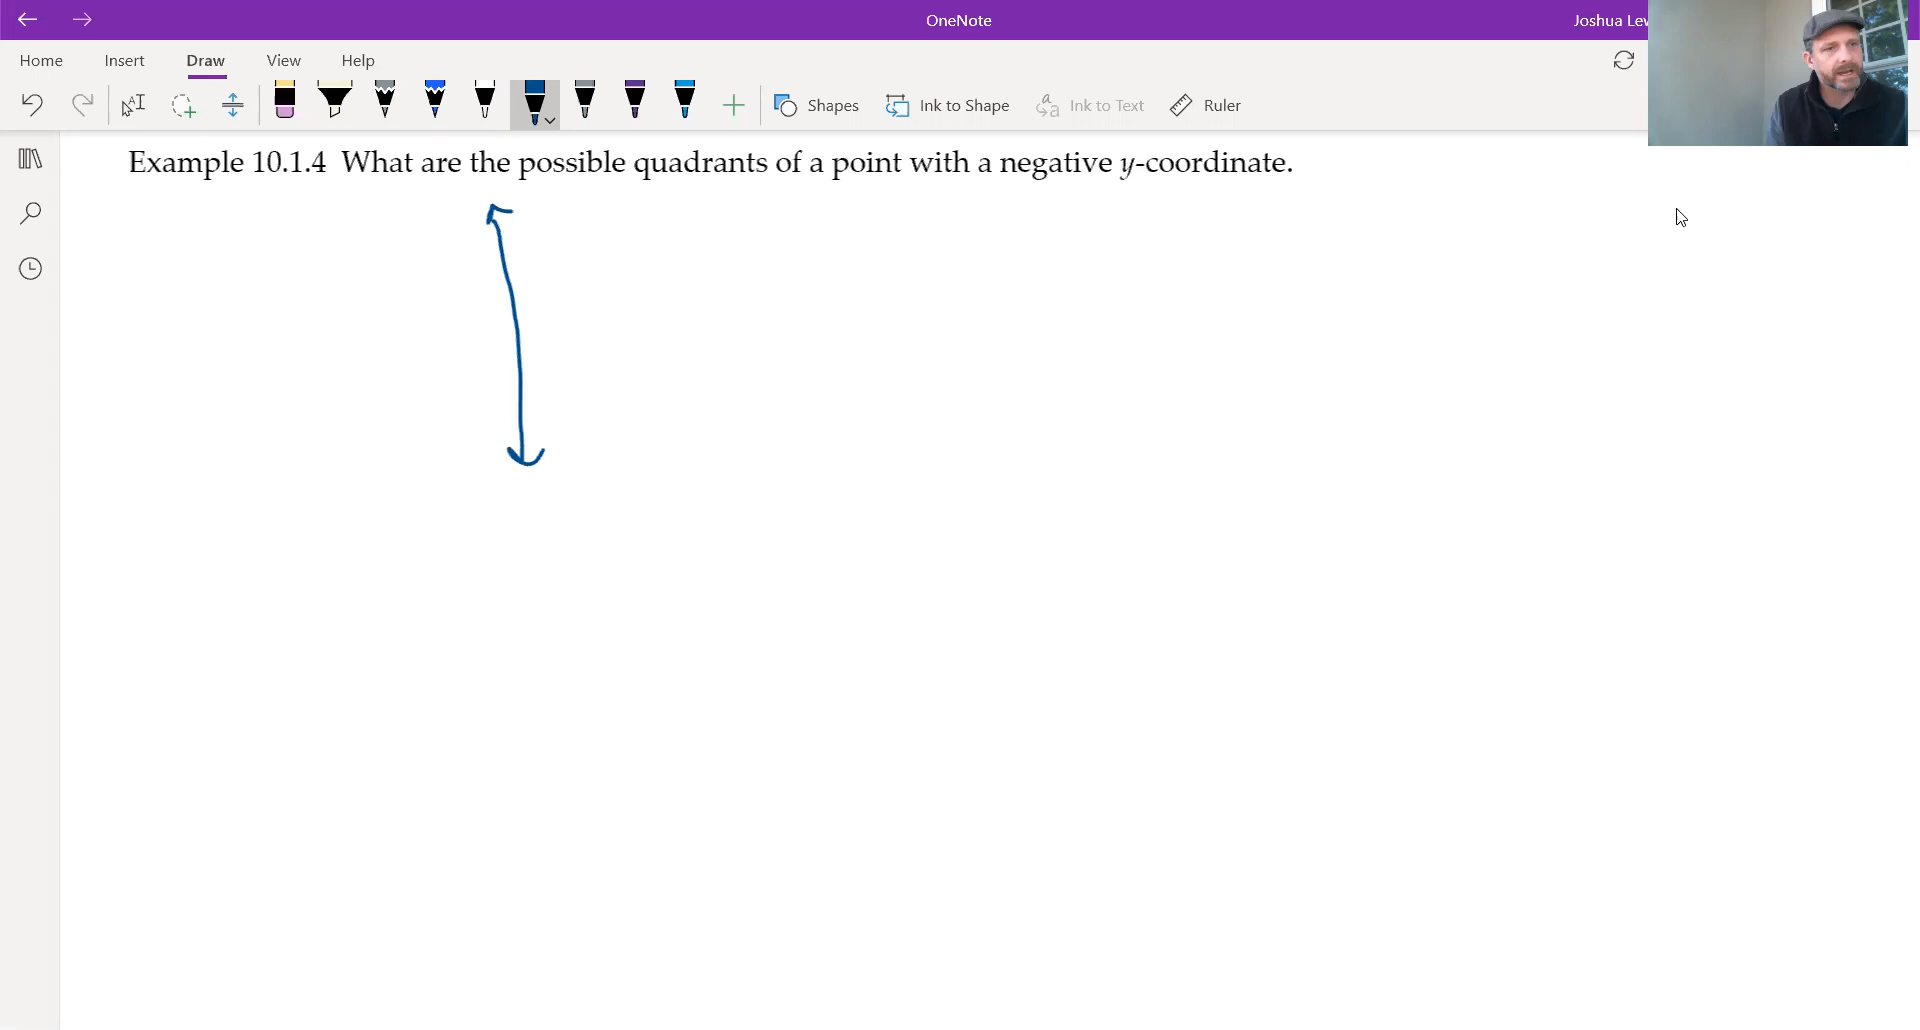 OneNote
Joshua Lev
Home Insert Draw View Help
Shapes Ink to Shape Ink to Text Ruler
Example 10.1.4 What are the possible quadrants of a point with a negative y-coordinate.